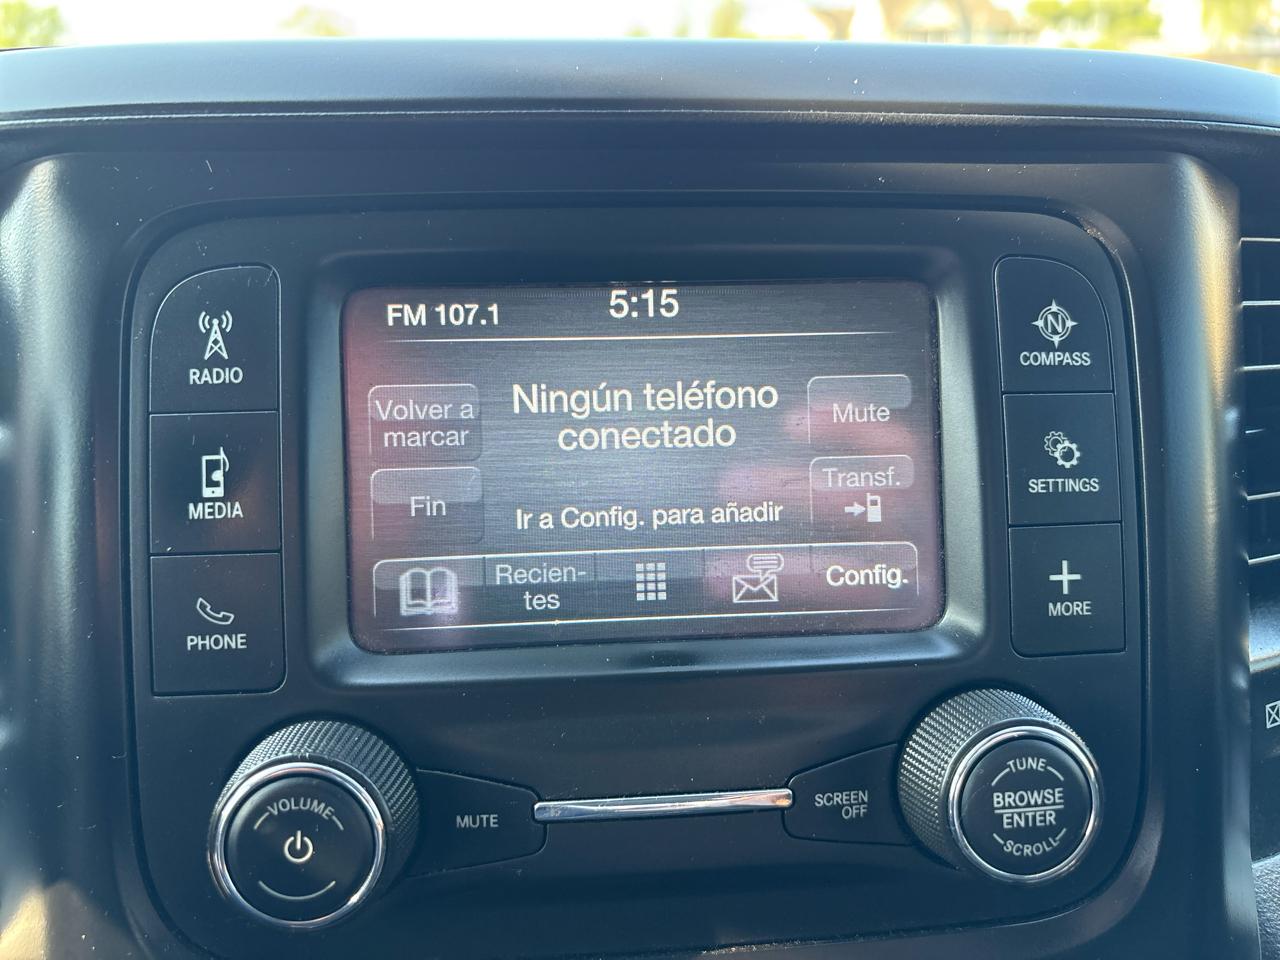 FM 107.1
5:15
RADIO
MEDIA
PHONE
Volver a
marcar
Fin
Ningún teléfono
conectado
Ir a Config. para añadir
Mute
Transf.
Recien-
tes
Config.
N
COMPASS
SETTINGS
MORE
VOLUME
MUTE
SCREEN
OFF
TUNE
BROWSE
ENTER
SCROLL